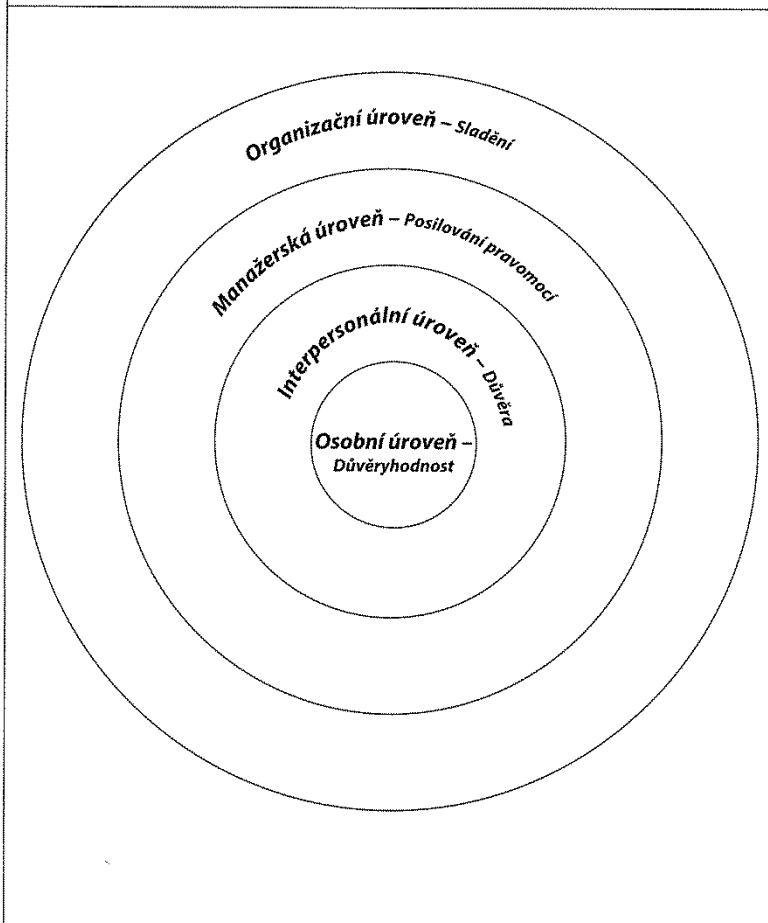 Organizační úroveň – Sladění
Manažerská úroveň – Posilování pravomocí
Interpersonální úroveň – Důvěra
Osobní úroveň –
Důvěryhodnost